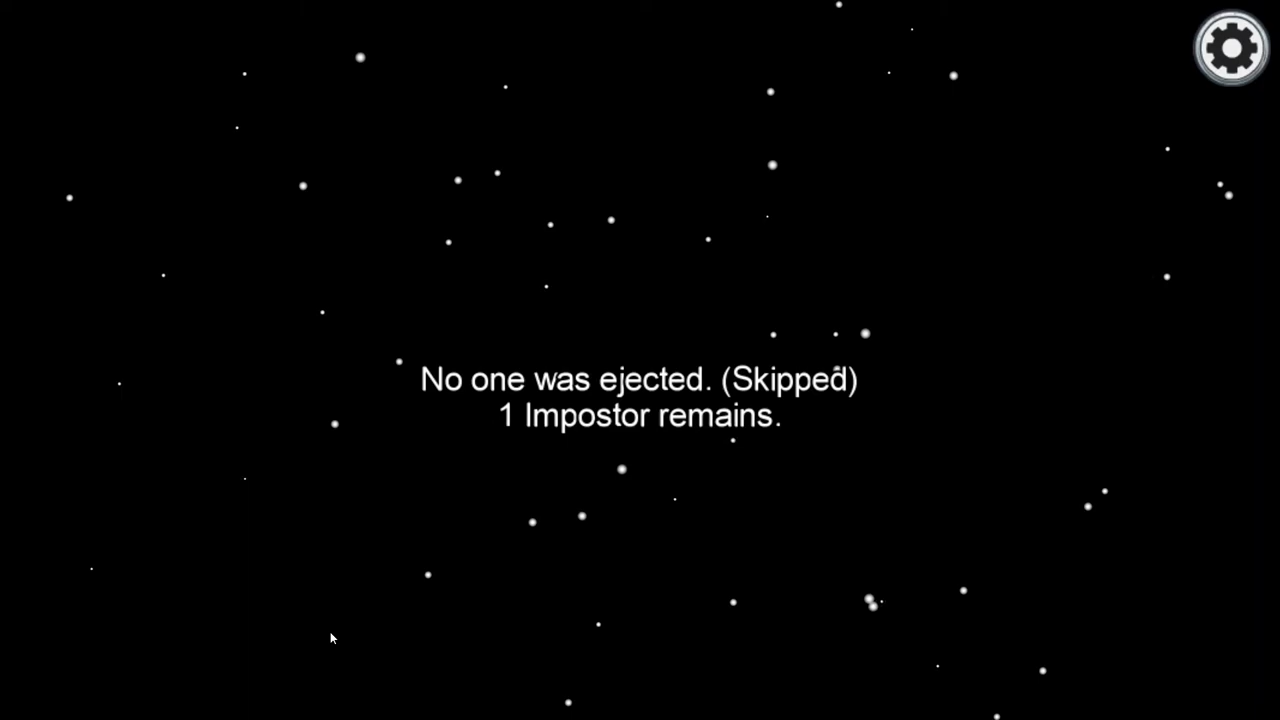 No one was ejected. (Skipped)
1 Impostor remains.